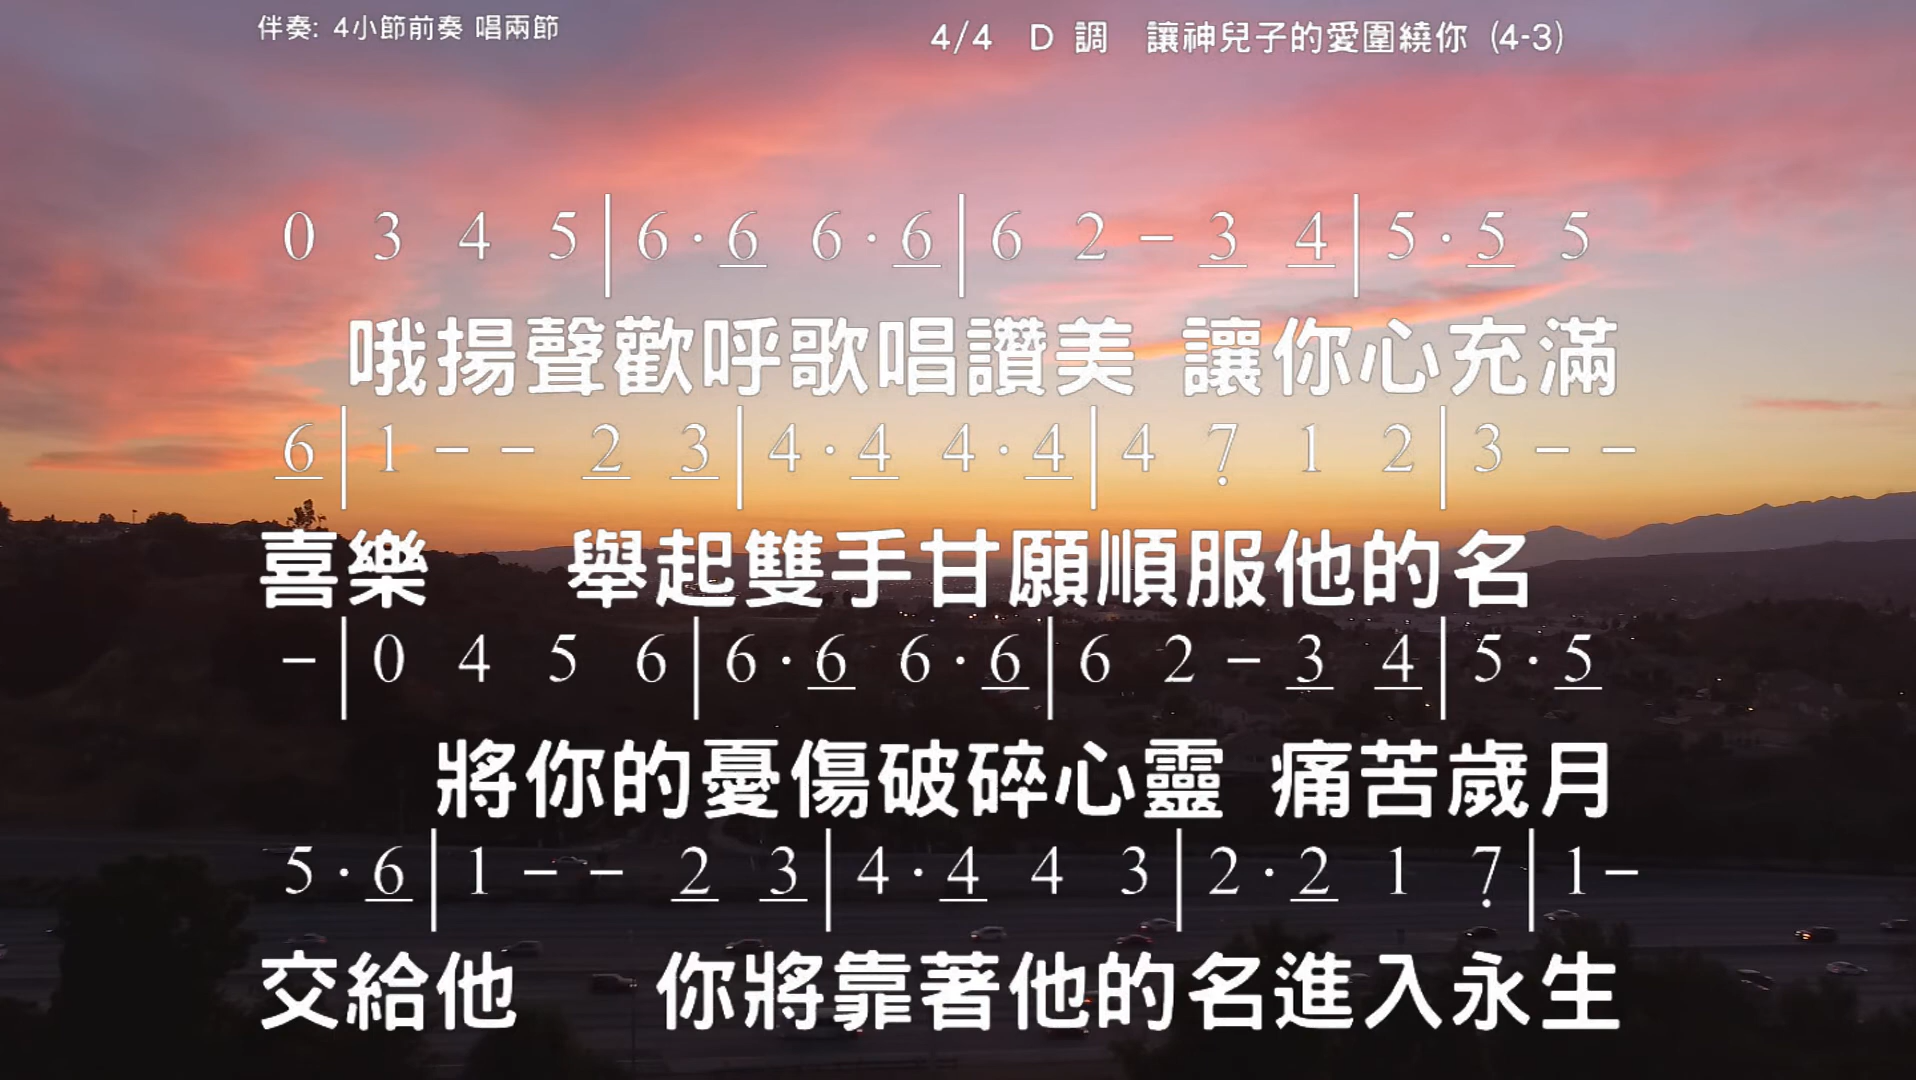 伴奏: 4小節前奏 唱兩節
4/4 D 調 讓神兒子的愛圍繞你 (4-3)
0 3 4 5 | 6 · 6 6 · 6 | 6 2 – 3 4 | 5 · 5 5
哦揚聲歡呼歌唱讚美 讓你心充滿
6 | 1 – – 2 3 | 4 · 4 4 · 4 | 4 7 1 2 | 3 – –
喜樂 舉起雙手甘願順服他的名
– | 0 4 5 6 | 6 · 6 6 · 6 | 6 2 – 3 4 | 5 · 5
將你的憂傷破碎心靈 痛苦歲月
5 · 6 | 1 – – 2 3 | 4 · 4 4 3 | 2 · 2 1 7 | 1 –
交給他 你將靠著他的名進入永生